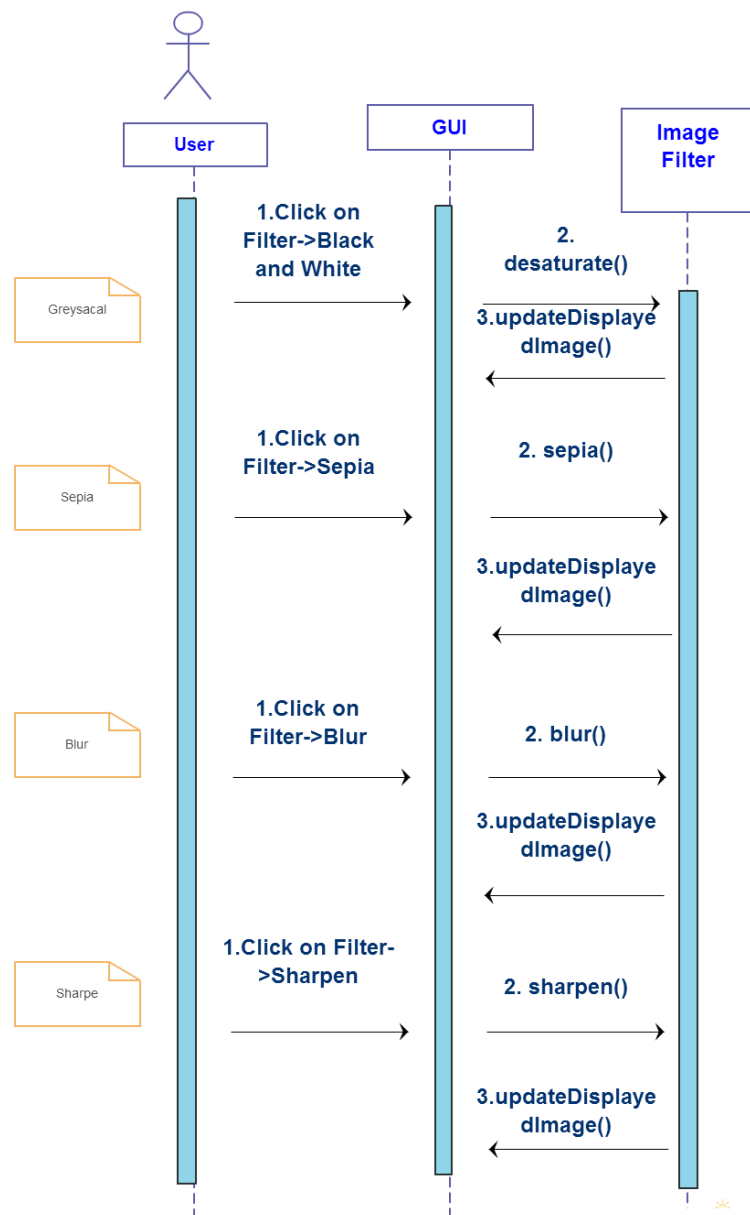 User
GUI
Image
Filter
1.Click on
Filter->Black
and White
2.
desaturate()
Greysacal
3.updateDisplaye
dImage()
1.Click on
Filter->Sepia
2. sepia()
Sepia
3.updateDisplaye
dImage()
1.Click on
Filter->Blur
2. blur()
Blur
3.updateDisplaye
dImage()
1.Click on Filter-
>Sharpen
2. sharpen()
Sharpe
3.updateDisplaye
dImage()